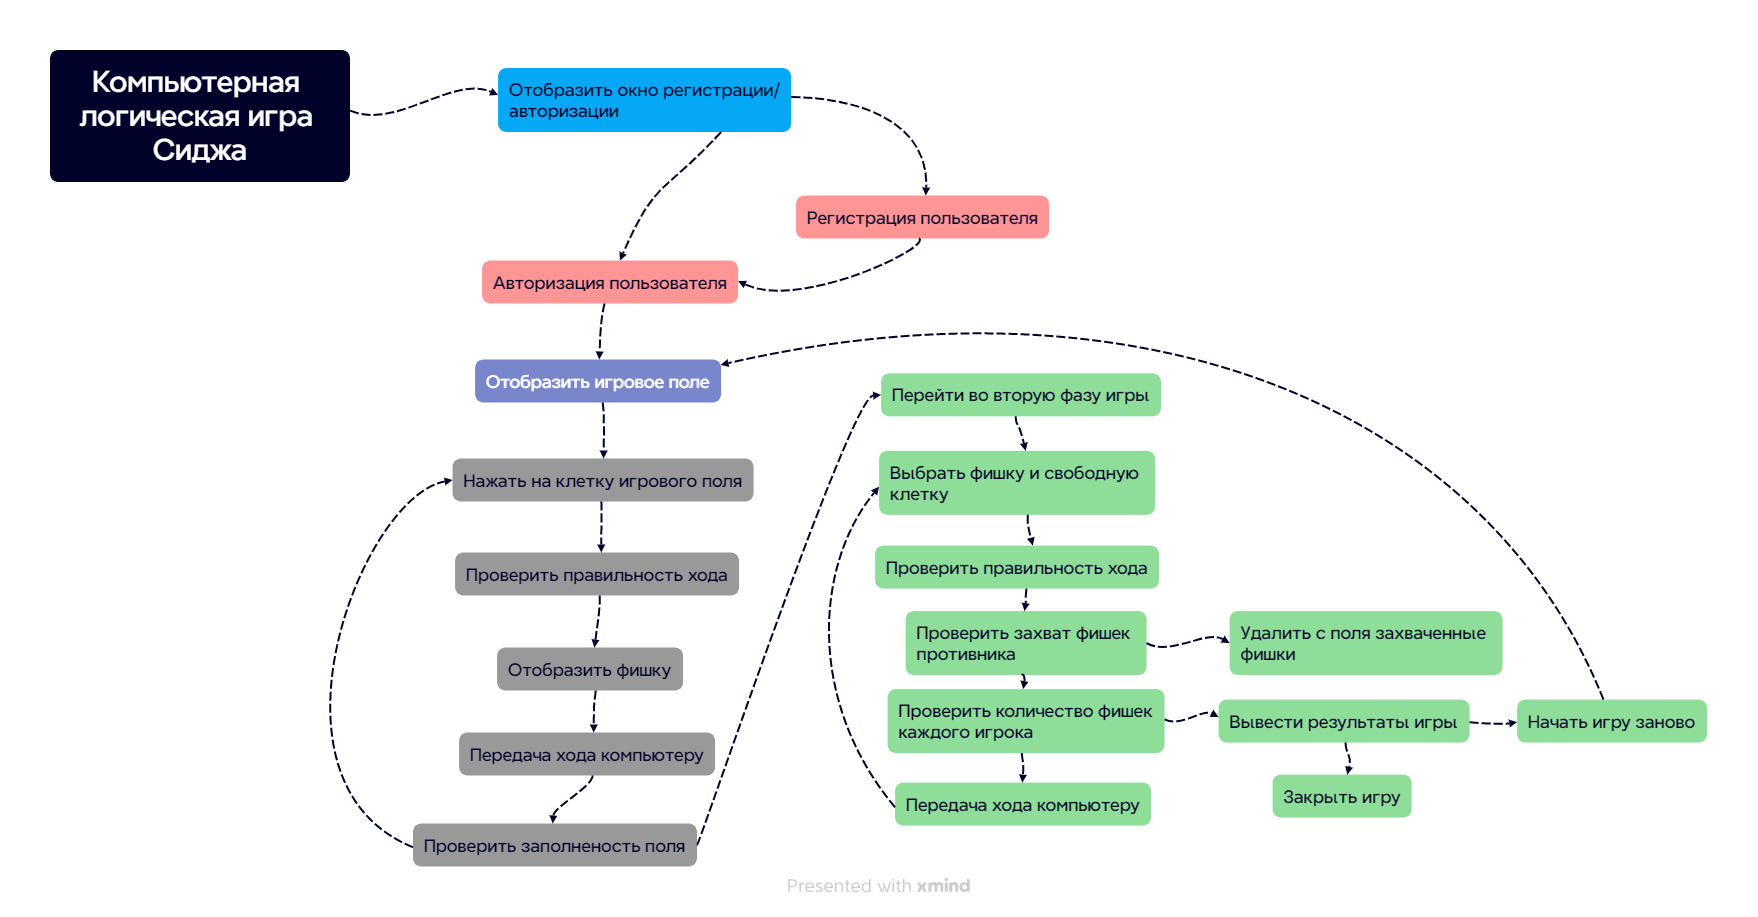 Компьютерная
логическая игра
Сиджа
Отобразить окно регистрации/
авторизации
Регистрация пользователя
Авторизация пользователя
Отобразить игровое поле
Нажать на клетку игрового поля
Проверить правильность хода
Отобразить фишку
Передача хода компьютеру
Проверить заполненость поля
Перейти во вторую фазу игры
Выбрать фишку и свободную
клетку
Проверить правильность хода
Проверить захват фишек
противника
Удалить с поля захваченные
фишки
Проверить количество фишек
каждого игрока
Вывести результаты игры
Начать игру заново
Закрыть игру
Передача хода компьютеру
Presented with xmind